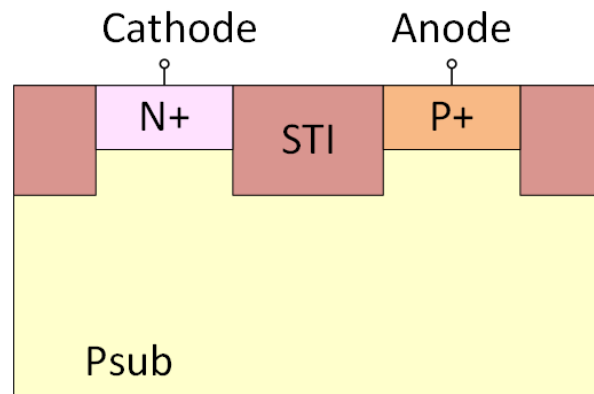 Cathode
Anode
N+
STI
P+
Psub